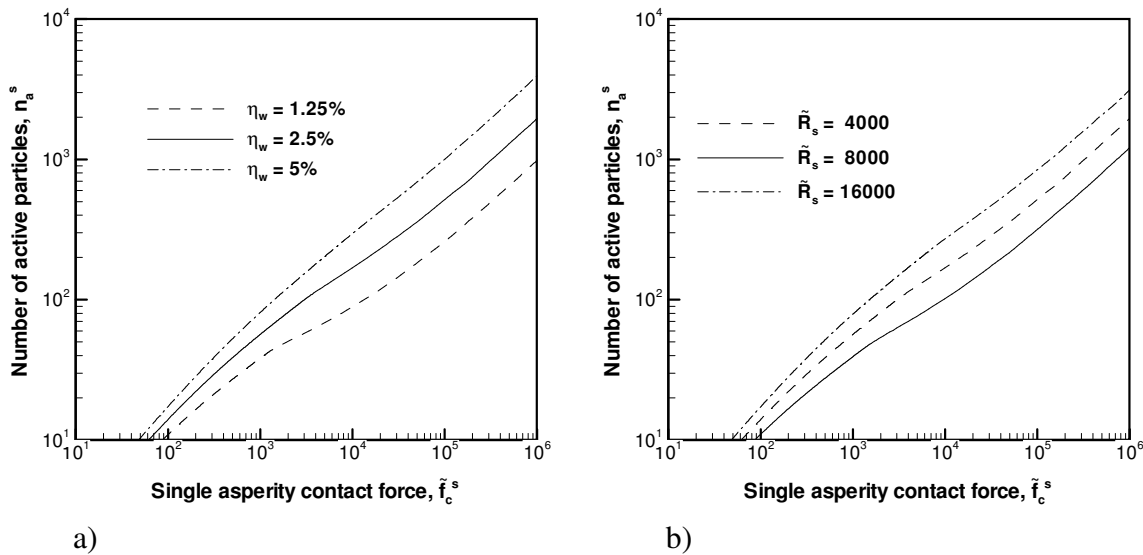 10⁴
10³
10²
10¹
Number of active particles, nₐˢ
η_w = 1.25%
η_w = 2.5%
η_w = 5%
10¹ 10² 10³ 10⁴ 10⁵ 10⁶
Single asperity contact force, f̃_cˢ
a)
10⁴
10³
10²
10¹
Number of active particles, nₐˢ
R̃ₛ = 4000
R̃ₛ = 8000
R̃ₛ = 16000
10¹ 10² 10³ 10⁴ 10⁵ 10⁶
Single asperity contact force, f̃_cˢ
b)